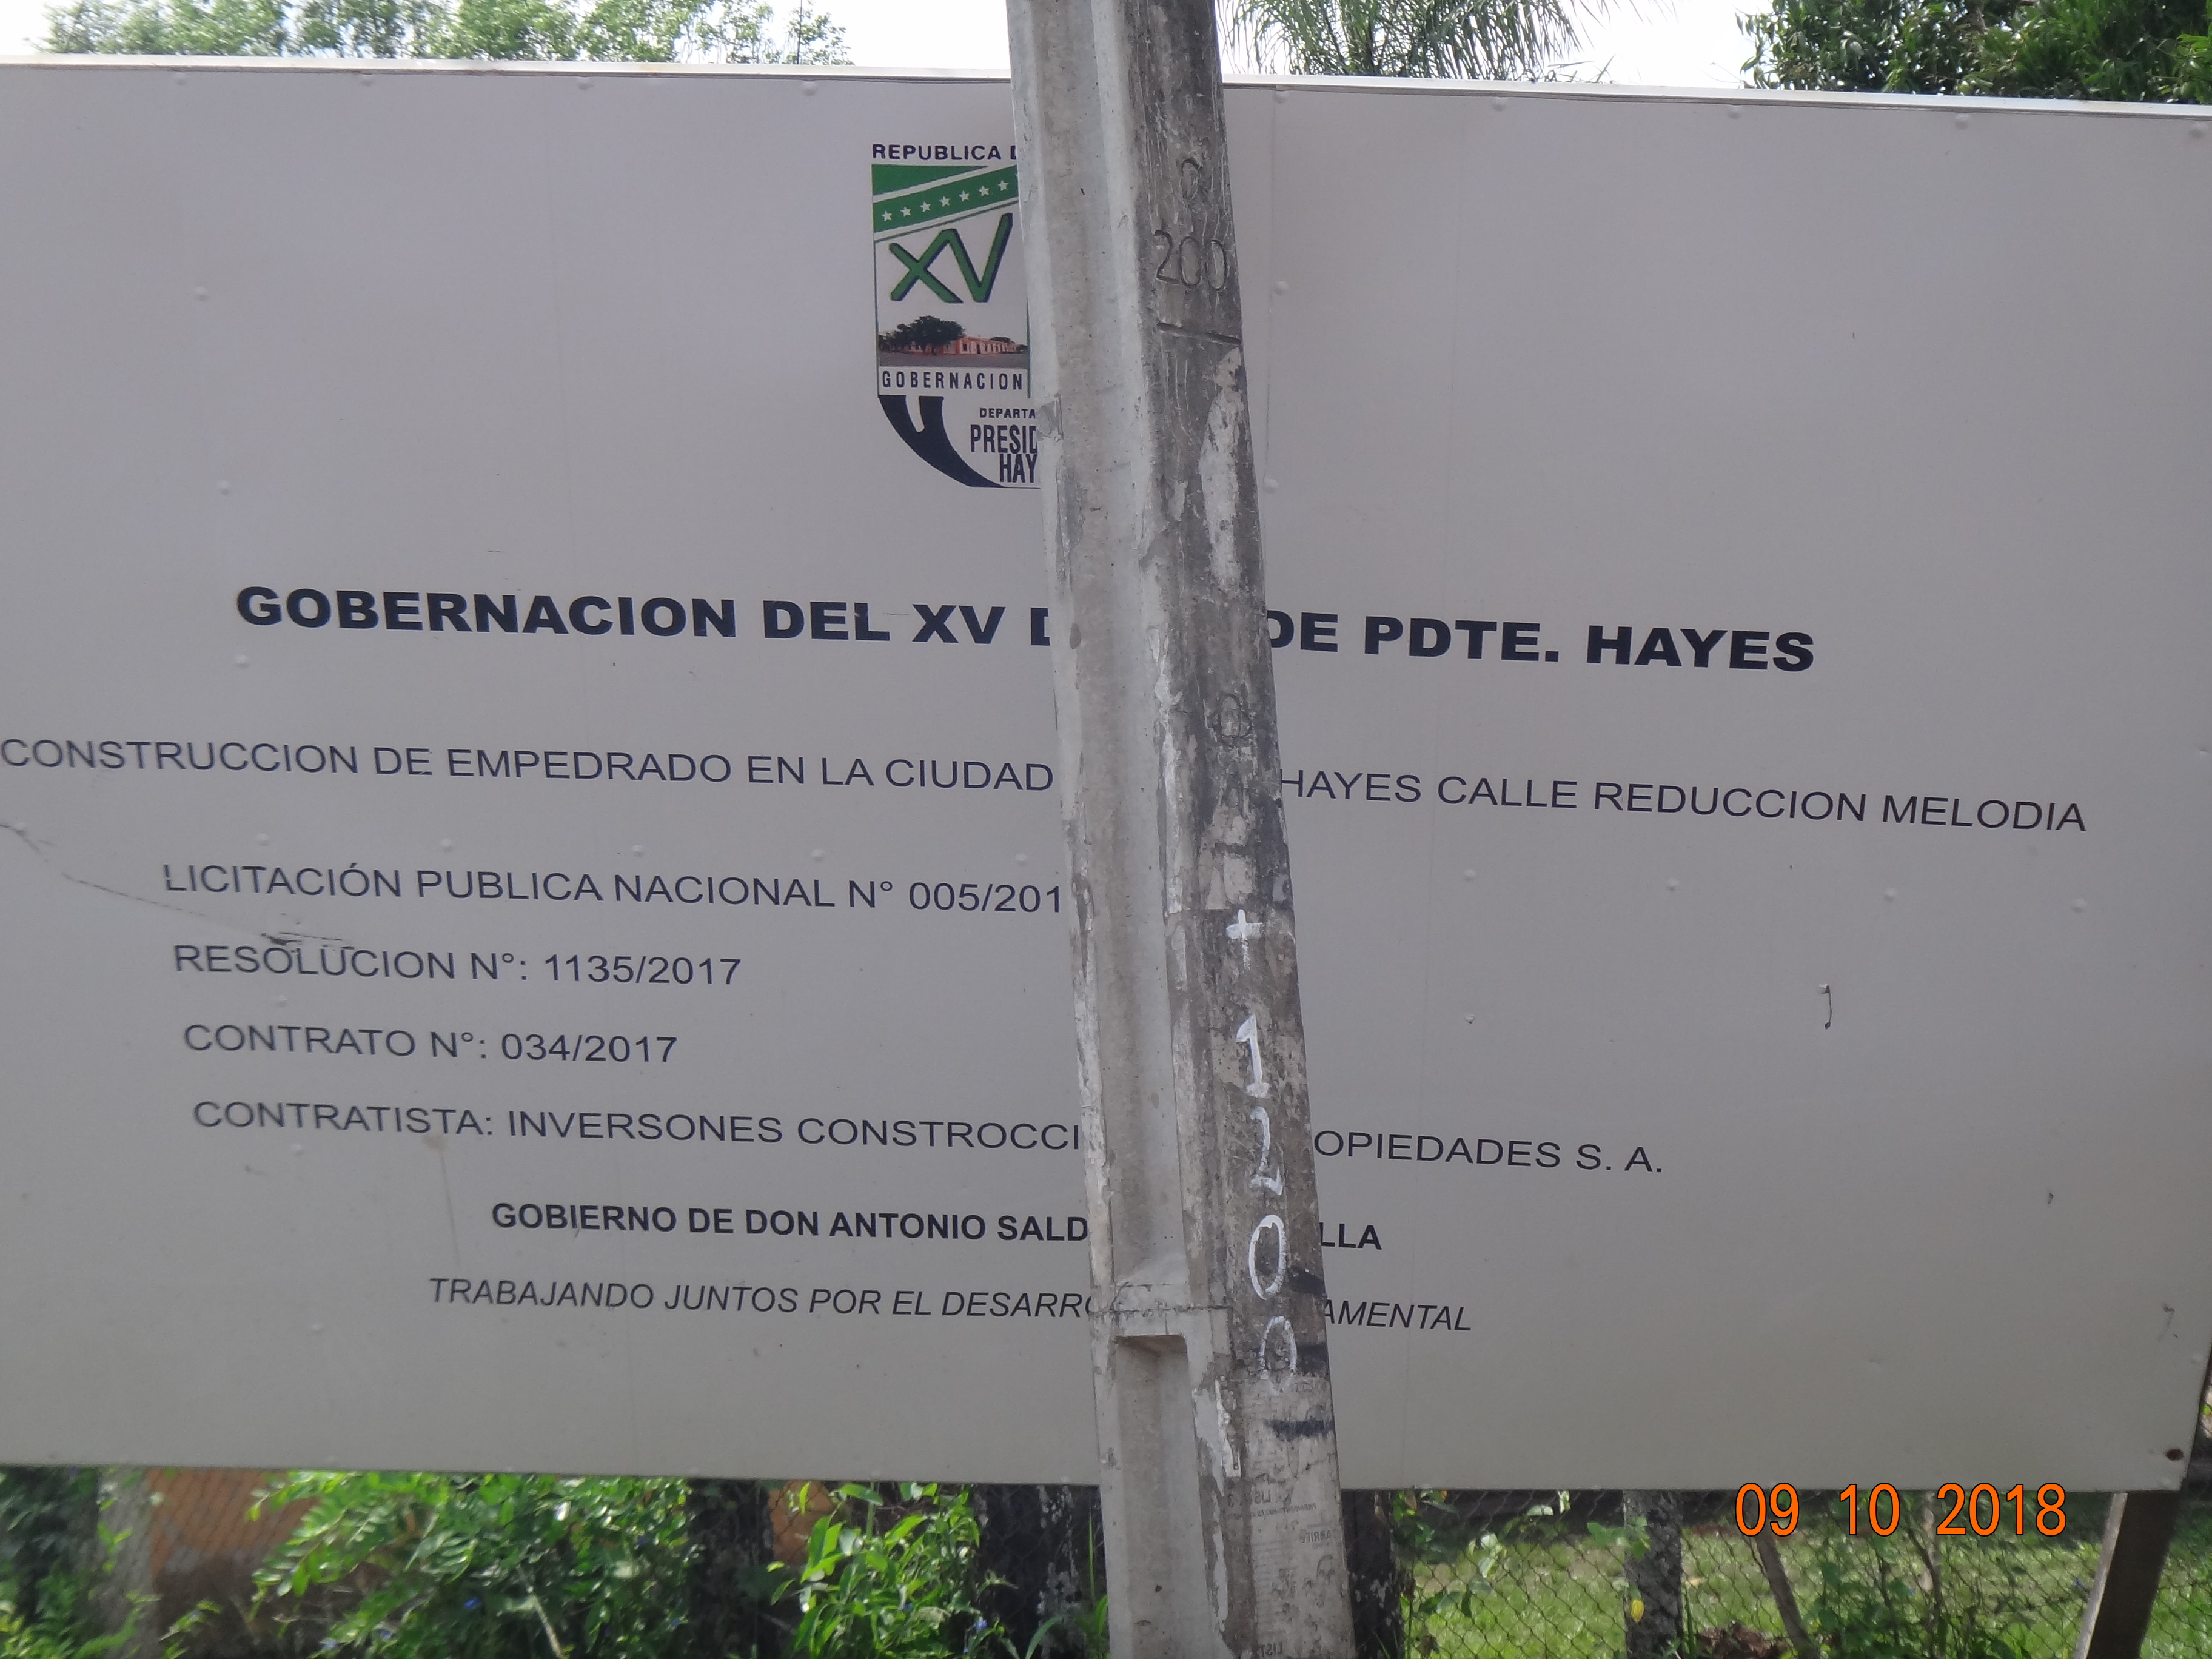 REPUBLICA
XV
GOBERNACION
DEPARTA
PRESID
HAY
200
GOBERNACION DEL XV D DE PDTE. HAYES
CONSTRUCCION DE EMPEDRADO EN LA CIUDAD HAYES CALLE REDUCCION MELODIA
LICITACIÓN PUBLICA NACIONAL N° 005/201
RESOLUCION N°: 1135/2017
CONTRATO N°: 034/2017
CONTRATISTA: INVERSONES CONSTROCCI OPIEDADES S. A.
GOBIERNO DE DON ANTONIO SALD LLA
TRABAJANDO JUNTOS POR EL DESARRO AMENTAL
+ 1200
09 10 2018